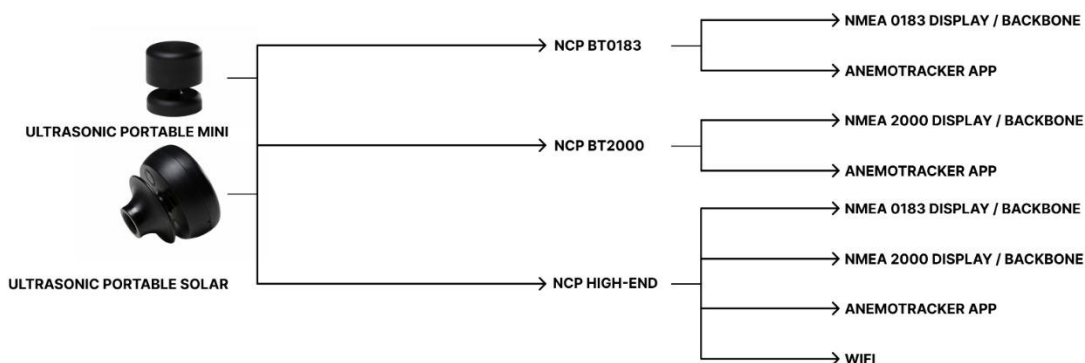 ULTRASONIC PORTABLE MINI
ULTRASONIC PORTABLE SOLAR
NCP BT0183
NMEA 0183 DISPLAY / BACKBONE
ANEMOTRACKER APP
NCP BT2000
NMEA 2000 DISPLAY / BACKBONE
ANEMOTRACKER APP
NCP HIGH-END
NMEA 0183 DISPLAY / BACKBONE
NMEA 2000 DISPLAY / BACKBONE
ANEMOTRACKER APP
WIFI